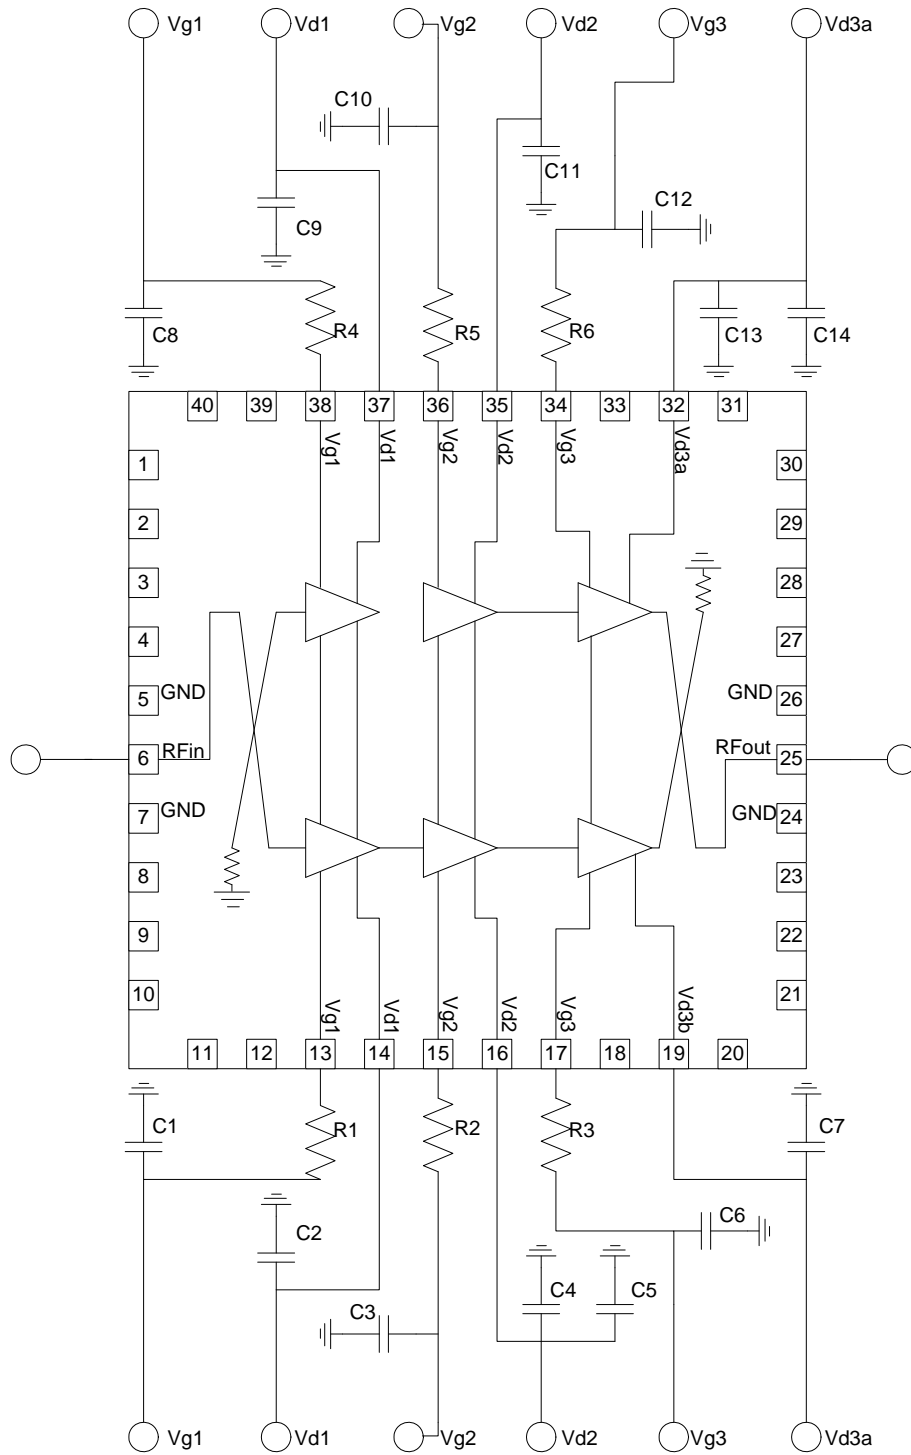 Vg1 Vd1 Vg2 Vd2 Vg3 Vd3a
C10
C11
C12
C9
C8 R4 R5 R6 C13 C14
40 39 38 37 36 35 34 33 32 31
Vg1 Vd1 Vg2 Vd2 Vg3 Vd3a
1 30
2 29
3 28
4 27
5 GND GND 26
6 RFin RFout 25
7 GND GND 24
8 23
9 22
10 21
Vg1 Vd1 Vg2 Vd2 Vg3 Vd3b
11 12 13 14 15 16 17 18 19 20
C1 R1 R2 R3 C7
C6
C2
C4 C5
C3
Vg1 Vd1 Vg2 Vd2 Vg3 Vd3a